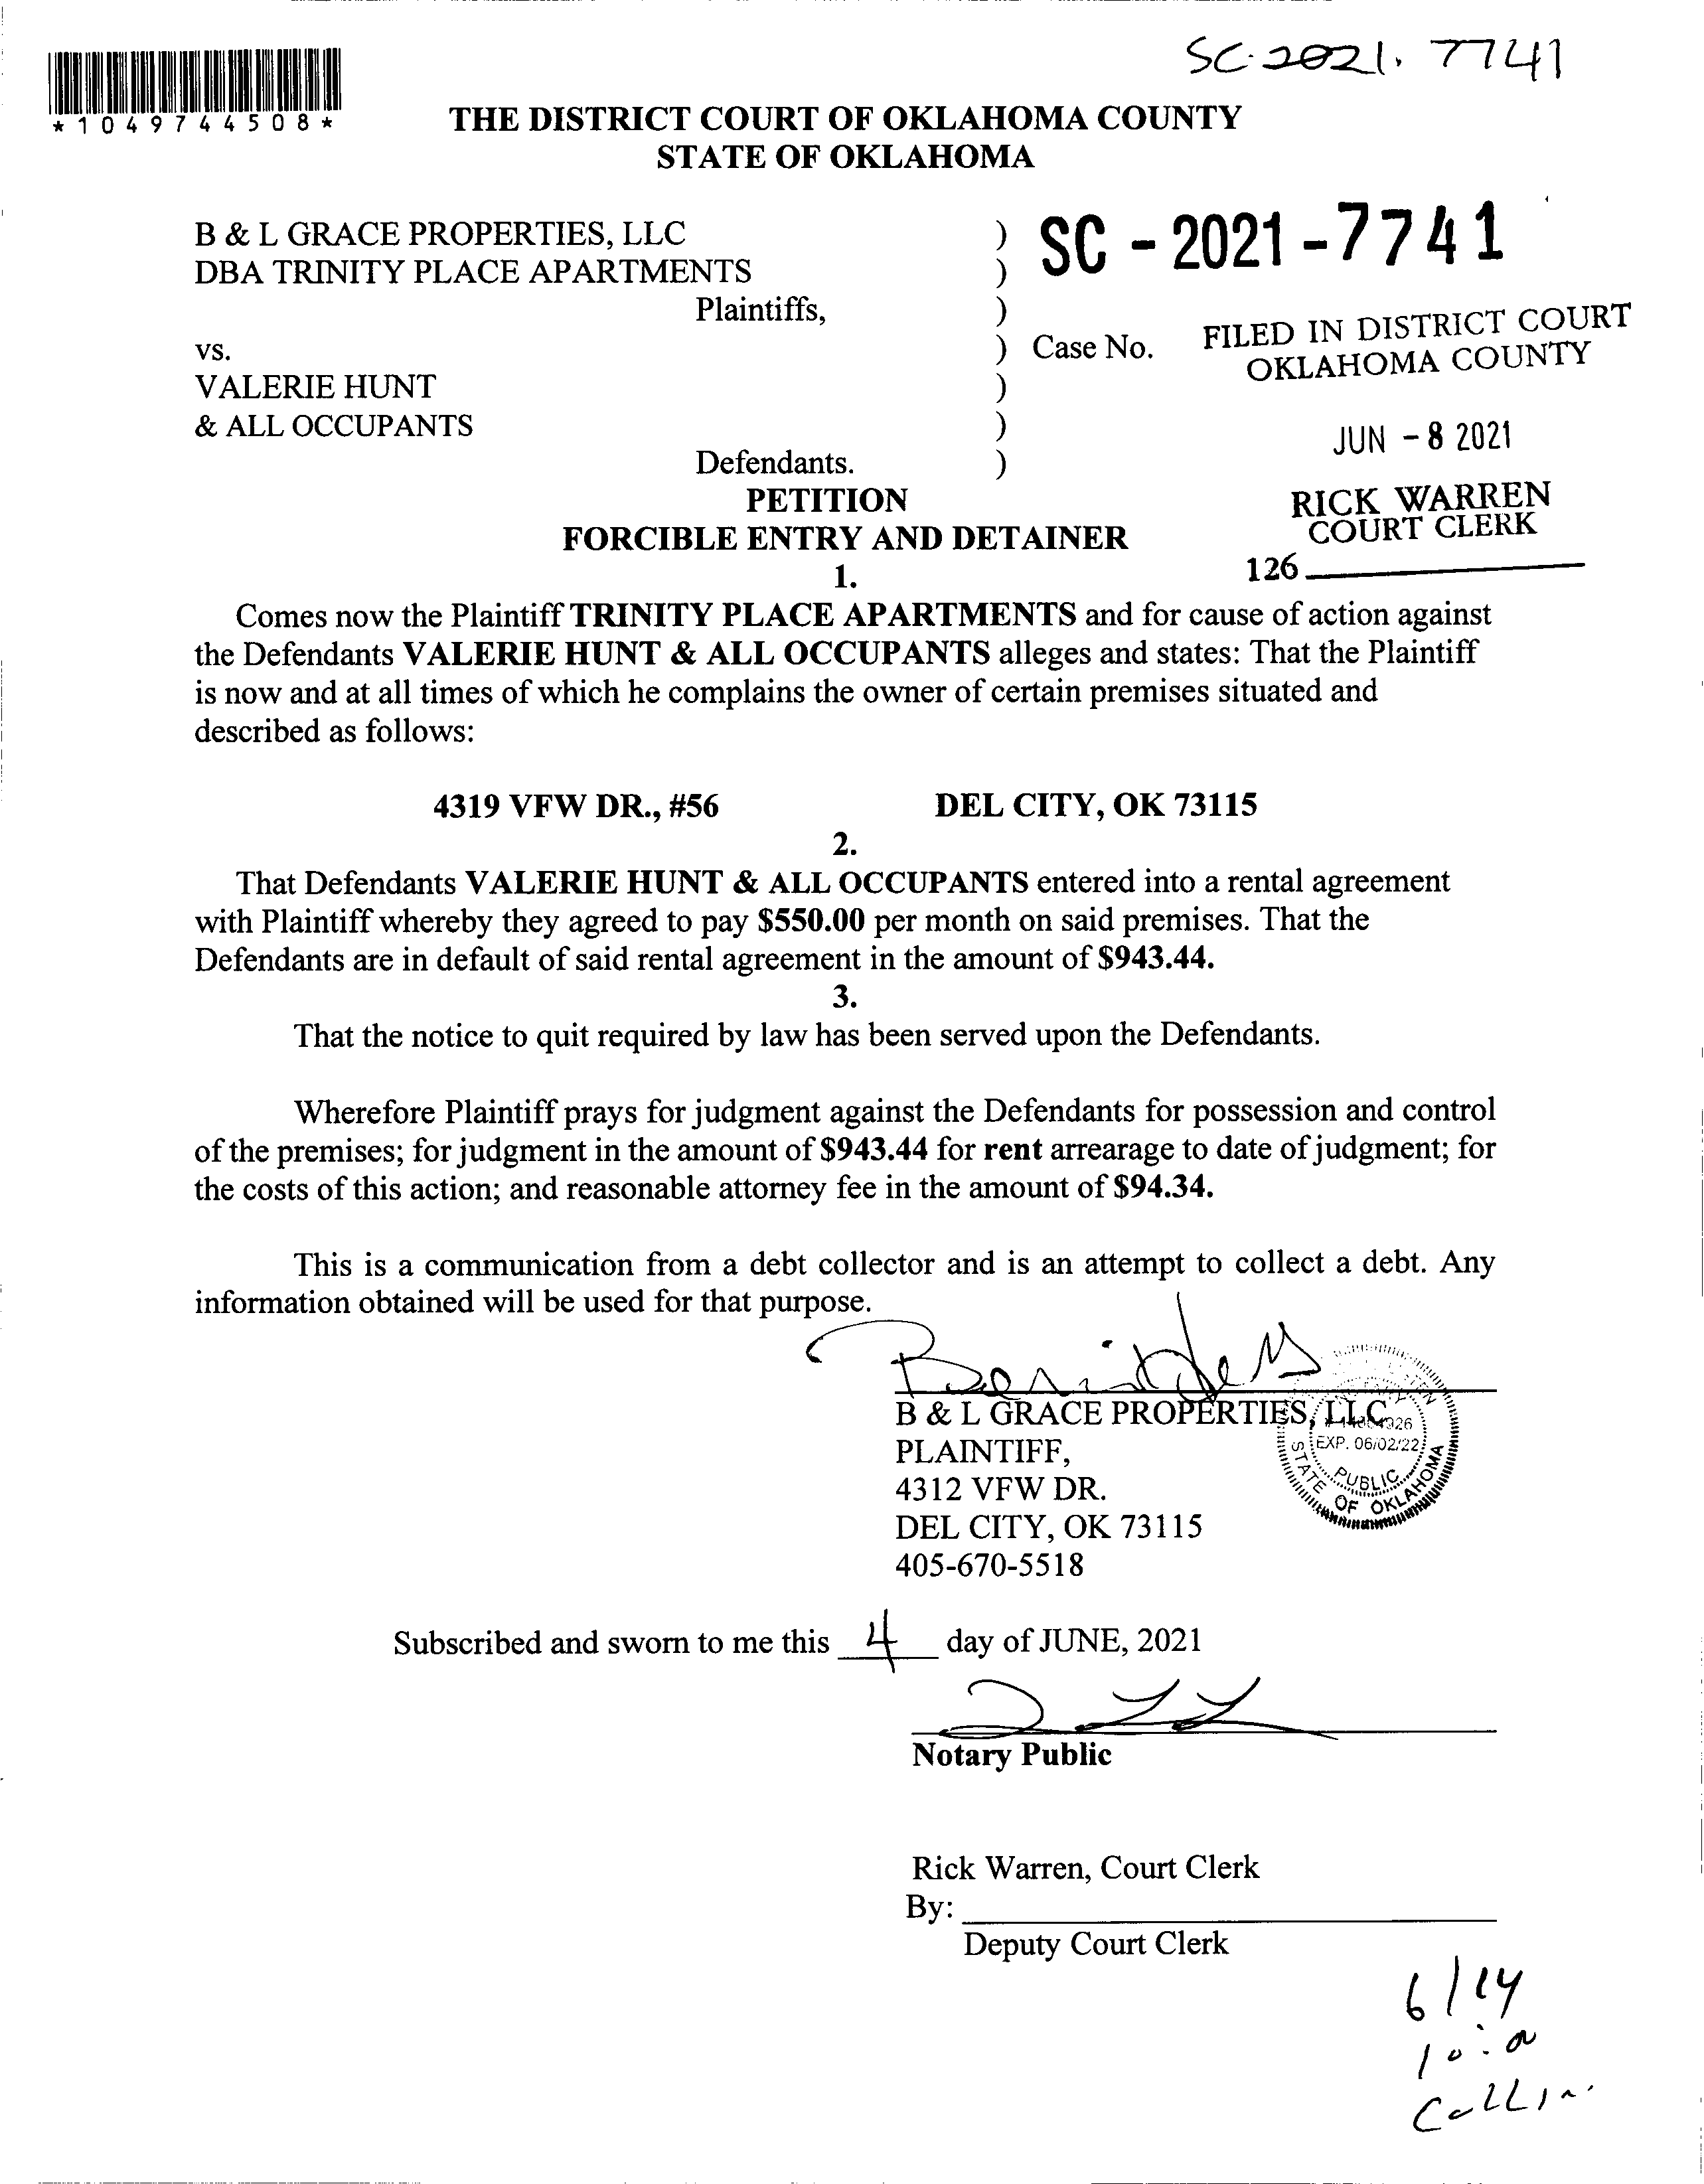 SC-2021-7741
*1049744508*
THE DISTRICT COURT OF OKLAHOMA COUNTY
STATE OF OKLAHOMA
B & L GRACE PROPERTIES, LLC )
DBA TRINITY PLACE APARTMENTS )
SC - 2021 - 7741
Plaintiffs, )
vs. ) Case No.
VALERIE HUNT )
& ALL OCCUPANTS )
Defendants. )
FILED IN DISTRICT COURT
OKLAHOMA COUNTY
JUN - 8 2021
RICK WARREN
COURT CLERK
126
PETITION
FORCIBLE ENTRY AND DETAINER
1.
Comes now the Plaintiff TRINITY PLACE APARTMENTS and for cause of action against
the Defendants VALERIE HUNT & ALL OCCUPANTS alleges and states: That the Plaintiff
is now and at all times of which he complains the owner of certain premises situated and
described as follows:
4319 VFW DR., #56 DEL CITY, OK 73115
2.
That Defendants VALERIE HUNT & ALL OCCUPANTS entered into a rental agreement
with Plaintiff whereby they agreed to pay $550.00 per month on said premises. That the
Defendants are in default of said rental agreement in the amount of $943.44.
3.
That the notice to quit required by law has been served upon the Defendants.
Wherefore Plaintiff prays for judgment against the Defendants for possession and control
of the premises; for judgment in the amount of $943.44 for rent arrearage to date of judgment; for
the costs of this action; and reasonable attorney fee in the amount of $94.34.
This is a communication from a debt collector and is an attempt to collect a debt. Any
information obtained will be used for that purpose.
B & L GRACE PROPERTIES, LLC
PLAINTIFF,
4312 VFW DR.
DEL CITY, OK 73115
405-670-5518
EXP. 06/02/22
PUBLIC
STATE OF OKLAHOMA
Subscribed and sworn to me this 4 day of JUNE, 2021
Notary Public
Rick Warren, Court Clerk
By:
Deputy Court Clerk
6/14